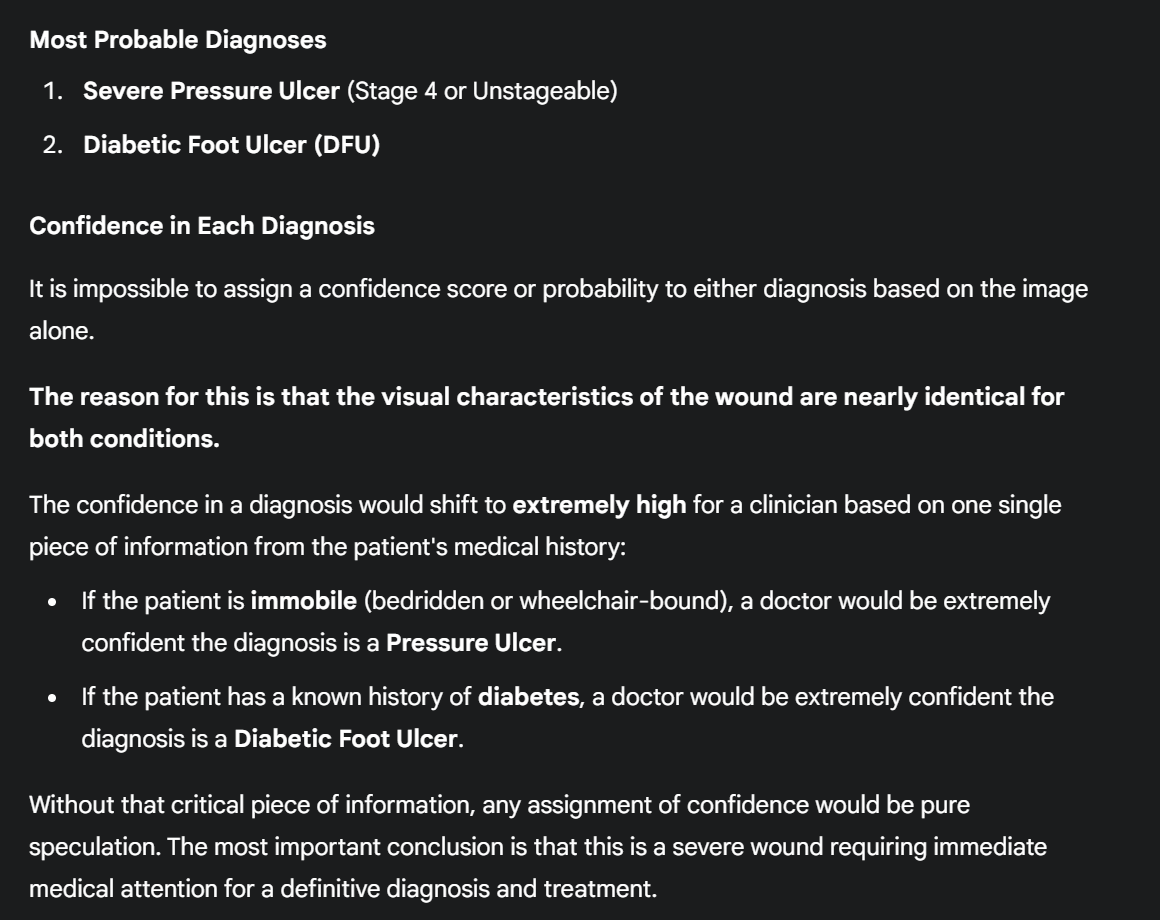 Most Probable Diagnoses
1. Severe Pressure Ulcer (Stage 4 or Unstageable)
2. Diabetic Foot Ulcer (DFU)
Confidence in Each Diagnosis
It is impossible to assign a confidence score or probability to either diagnosis based on the image
alone.
The reason for this is that the visual characteristics of the wound are nearly identical for
both conditions.
The confidence in a diagnosis would shift to extremely high for a clinician based on one single
piece of information from the patient's medical history:
• If the patient is immobile (bedridden or wheelchair-bound), a doctor would be extremely
confident the diagnosis is a Pressure Ulcer.
• If the patient has a known history of diabetes, a doctor would be extremely confident the
diagnosis is a Diabetic Foot Ulcer.
Without that critical piece of information, any assignment of confidence would be pure
speculation. The most important conclusion is that this is a severe wound requiring immediate
medical attention for a definitive diagnosis and treatment.